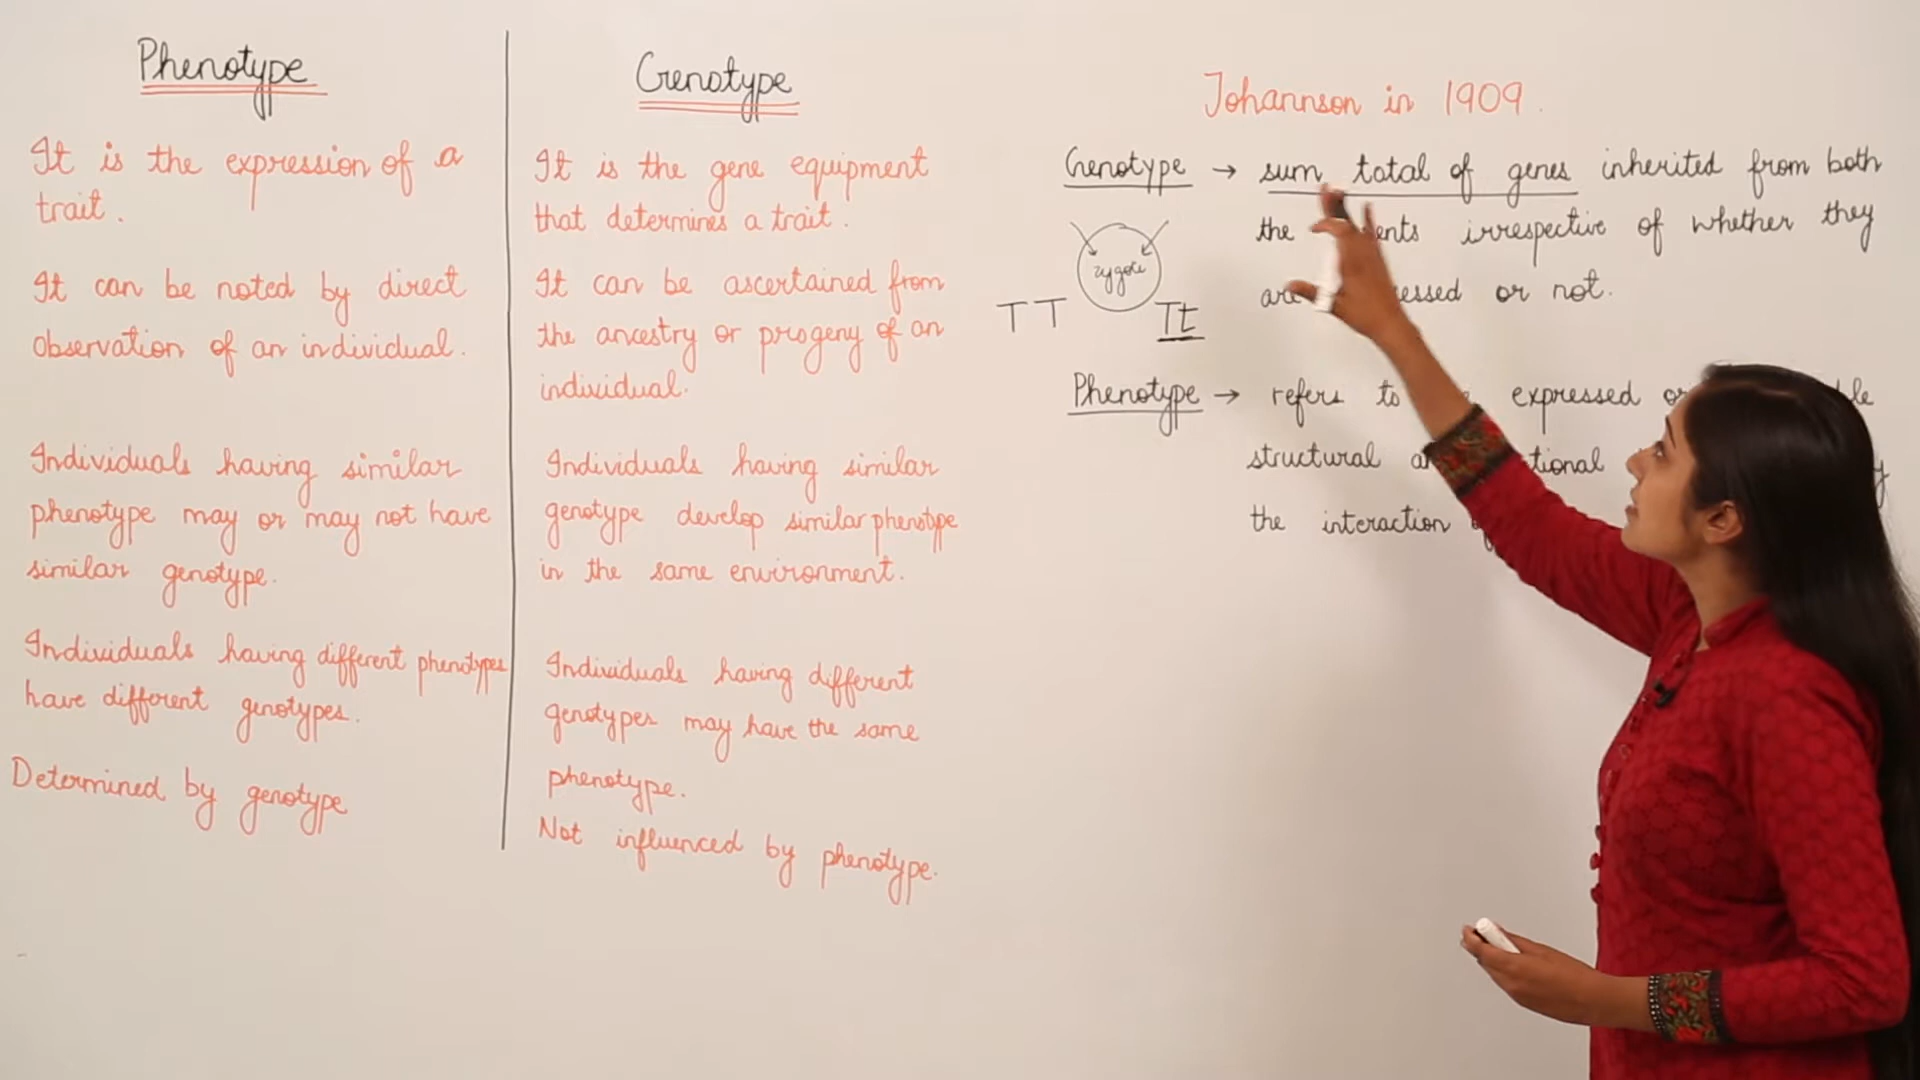 Phenotype
It is the expression of a
trait.
It can be noted by direct
observation of an individual.
Individuals having similar
phenotype may or may not have
similar genotype.
Individuals having different phenotypes
have different genotypes.
Determined by genotype
Genotype
It is the gene equipment
that determines a trait.
It can be ascertained from
the ancestry or progeny of an
individual.
Individuals having similar
genotype develop similar phenotype
in the same environment.
Individuals having different
genotypes may have the same
phenotype.
Not influenced by phenotype.
Johannson in 1909.
Genotype → sum total of genes inherited from both
the irrespective of whether they
are or not.
zygote
TT
Tt
Phenotype → refers to expressed
structural
the interaction